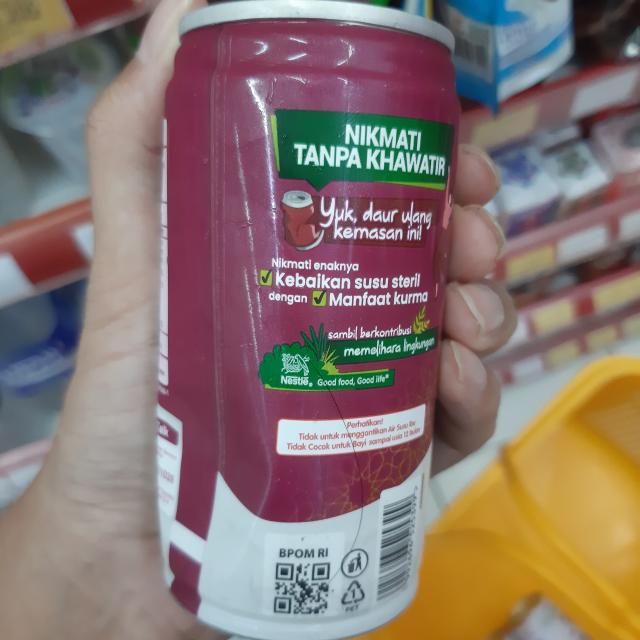 NIKMATI
TANPA KHAWATIR
Yuk, daur ulang
kemasan ini!
Nikmati enaknya
Kebaikan susu steril
dengan Manfaat kurma
sambil berkontribusi
memelihara lingkungan
Nestlé® Good food, Good life®
Perhatikan!
Tidak untuk menggantikan Air Susu Ibu
Tidak Cocok untuk Bayi sampai usia 12 bulan
BPOM RI
1
PET